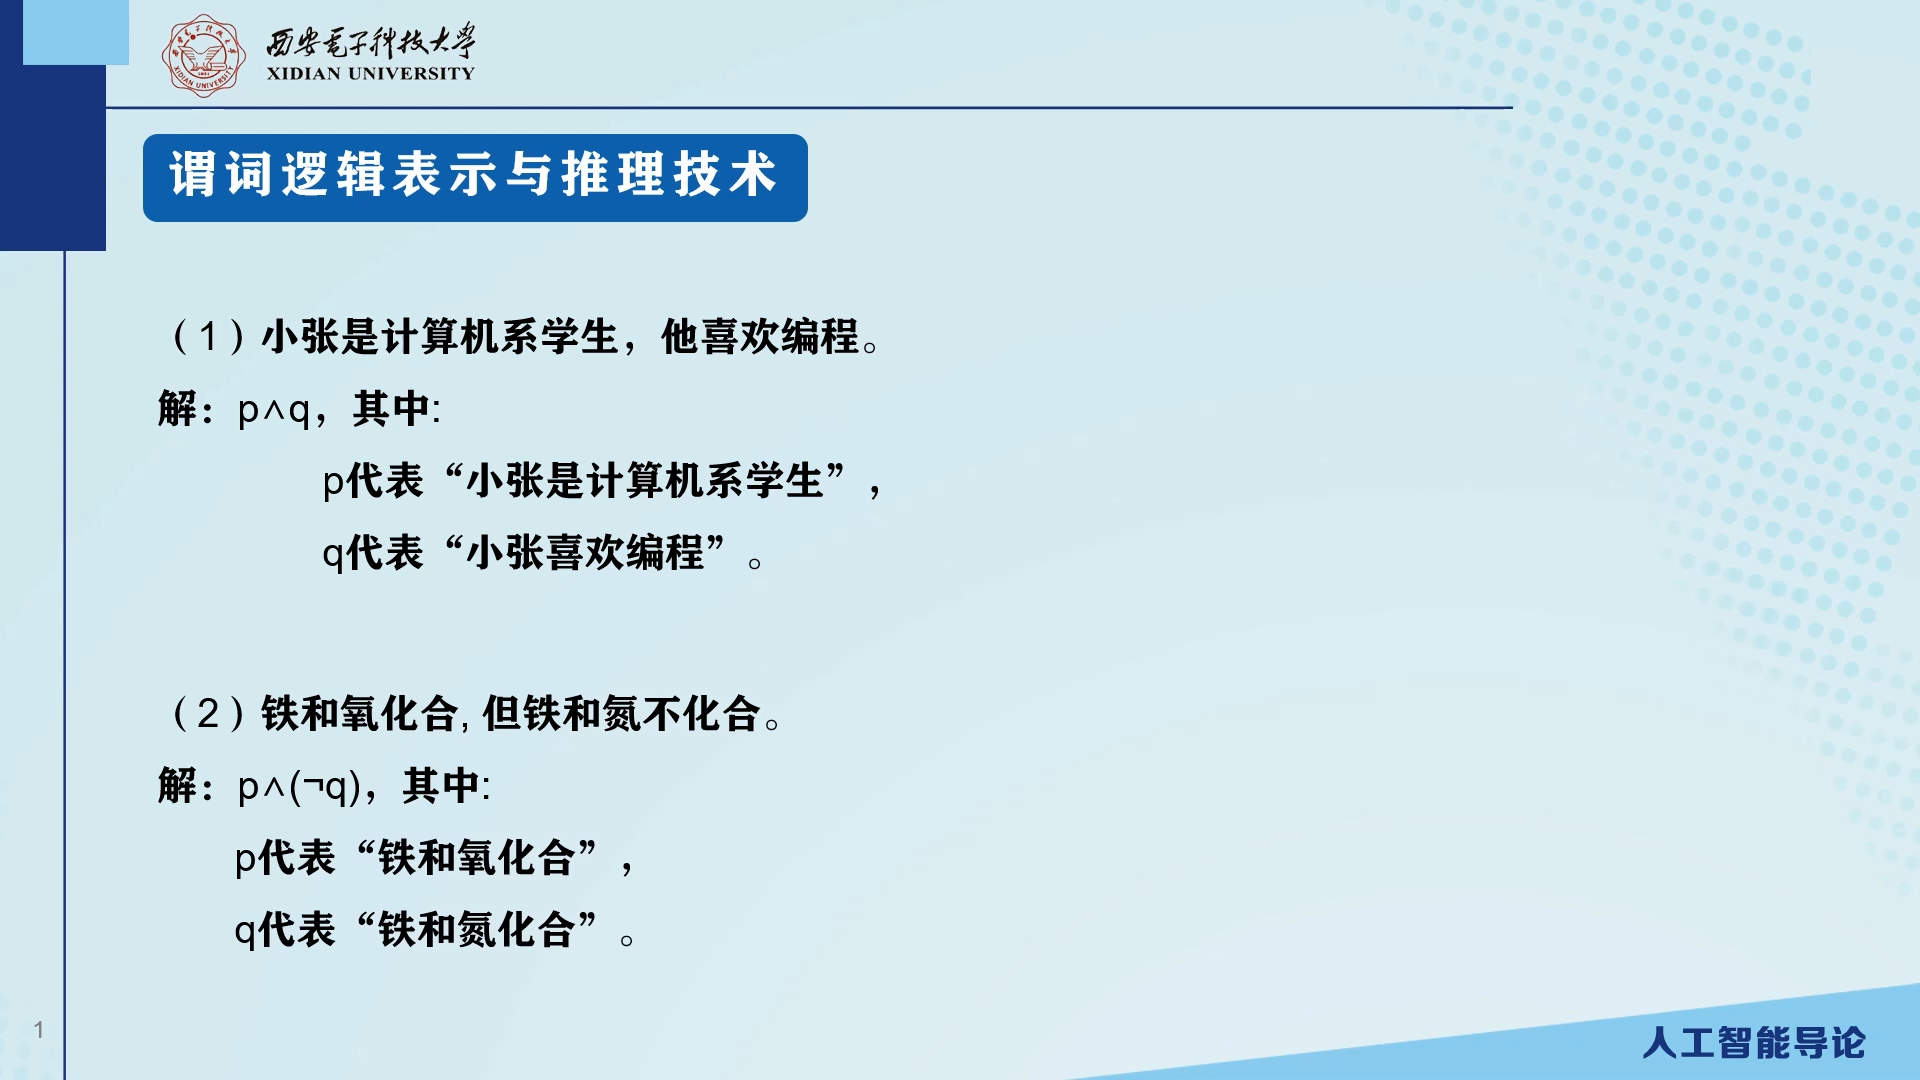 西安电子科技大学
XIDIAN UNIVERSITY
谓词逻辑表示与推理技术
（1）小张是计算机系学生，他喜欢编程。
解：p∧q，其中:
p代表“小张是计算机系学生”，
q代表“小张喜欢编程”。
（2）铁和氧化合, 但铁和氮不化合。
解：p∧(¬q)，其中:
p代表“铁和氧化合”，
q代表“铁和氮化合”。
1
人工智能导论